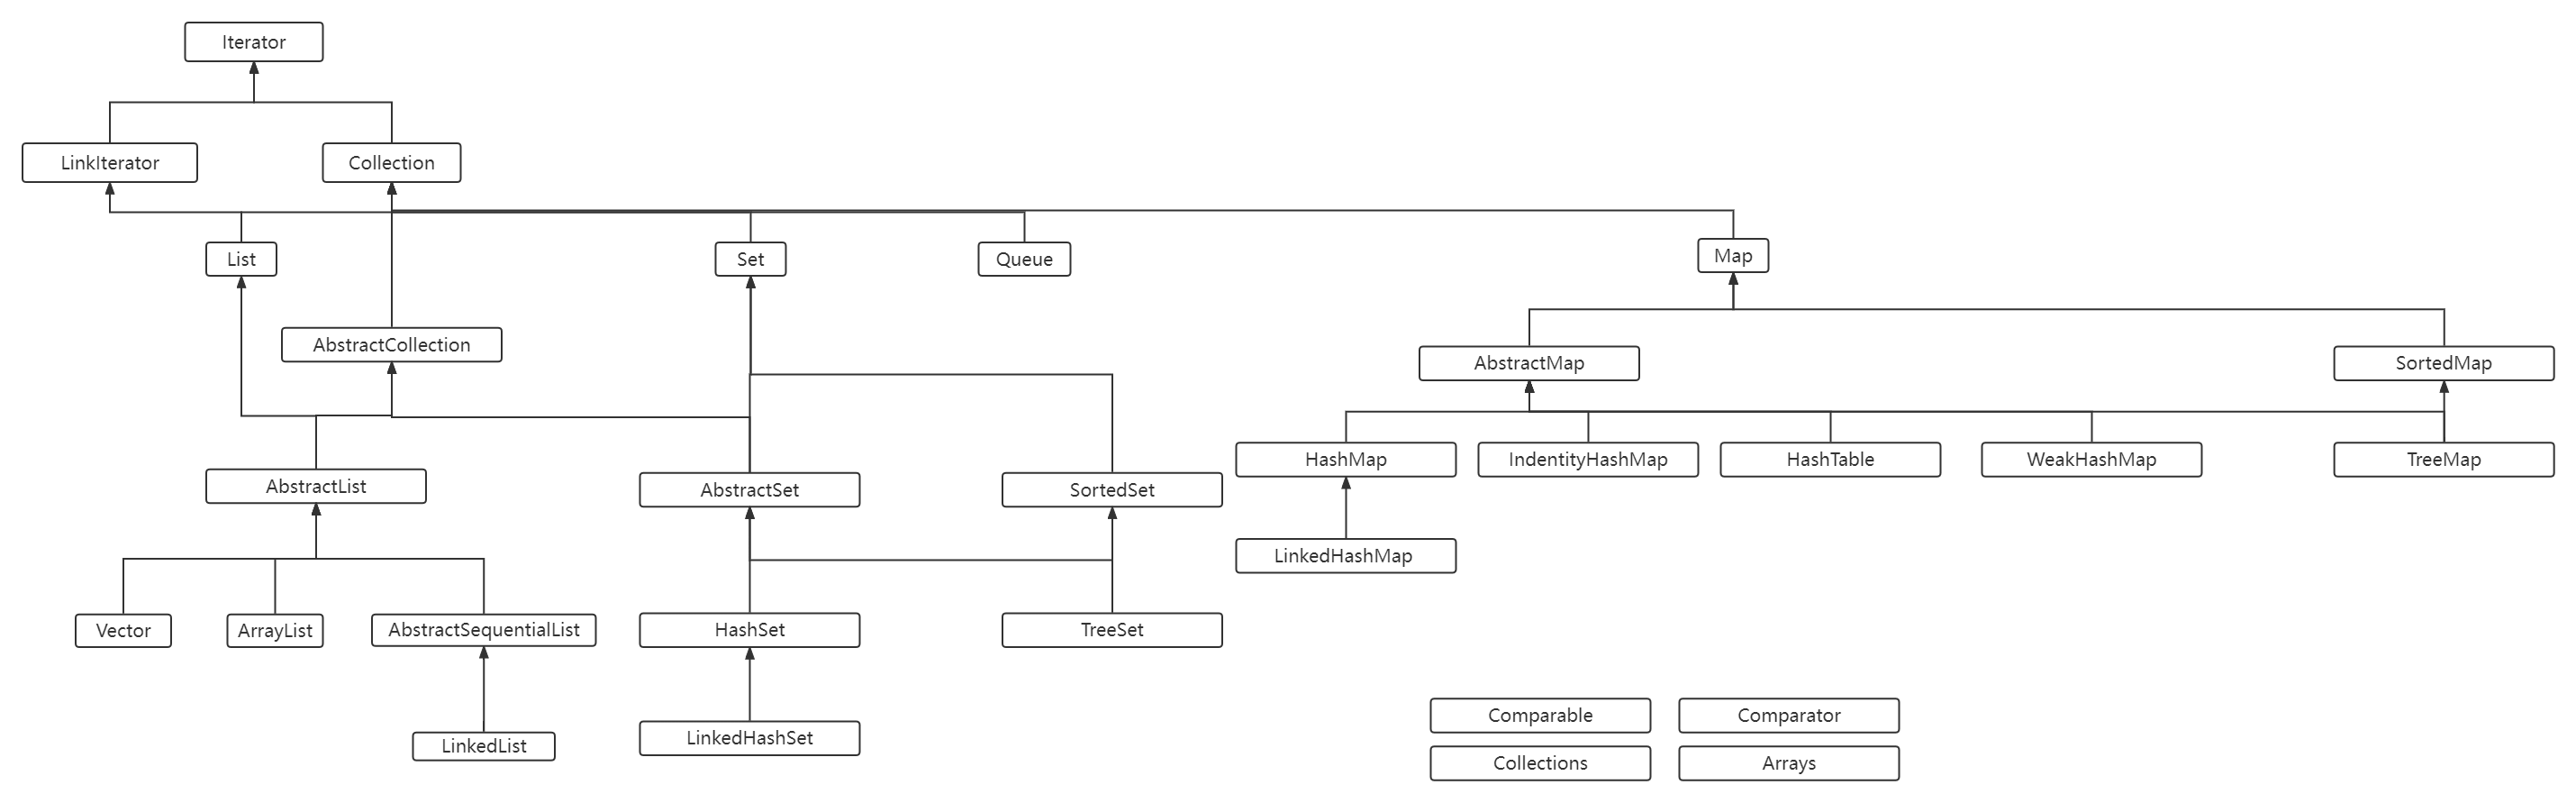 Iterator
LinkIterator
Collection
List
Set
Queue
Map
AbstractCollection
AbstractMap
SortedMap
HashMap
IndentityHashMap
HashTable
WeakHashMap
TreeMap
AbstractList
AbstractSet
SortedSet
LinkedHashMap
Vector
ArrayList
AbstractSequentialList
HashSet
TreeSet
LinkedList
LinkedHashSet
Comparable
Comparator
Collections
Arrays